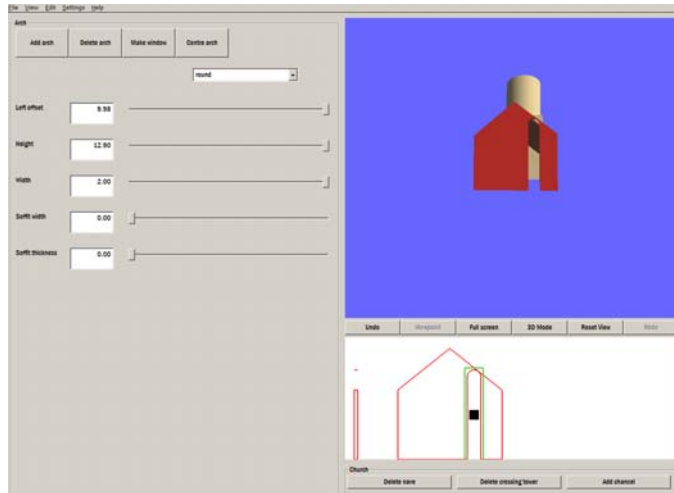 File View Edit Settings Help
Arch
Add arch Delete arch Make window Centre arch
round
Left offset 9.98
Height 12.90
Width 2.00
Soffit width 0.00
Soffit thickness 0.00
Undo Viewpoint Full screen 3D Mode Reset View Redo
Church
Delete nave Delete crossing tower Add chancel